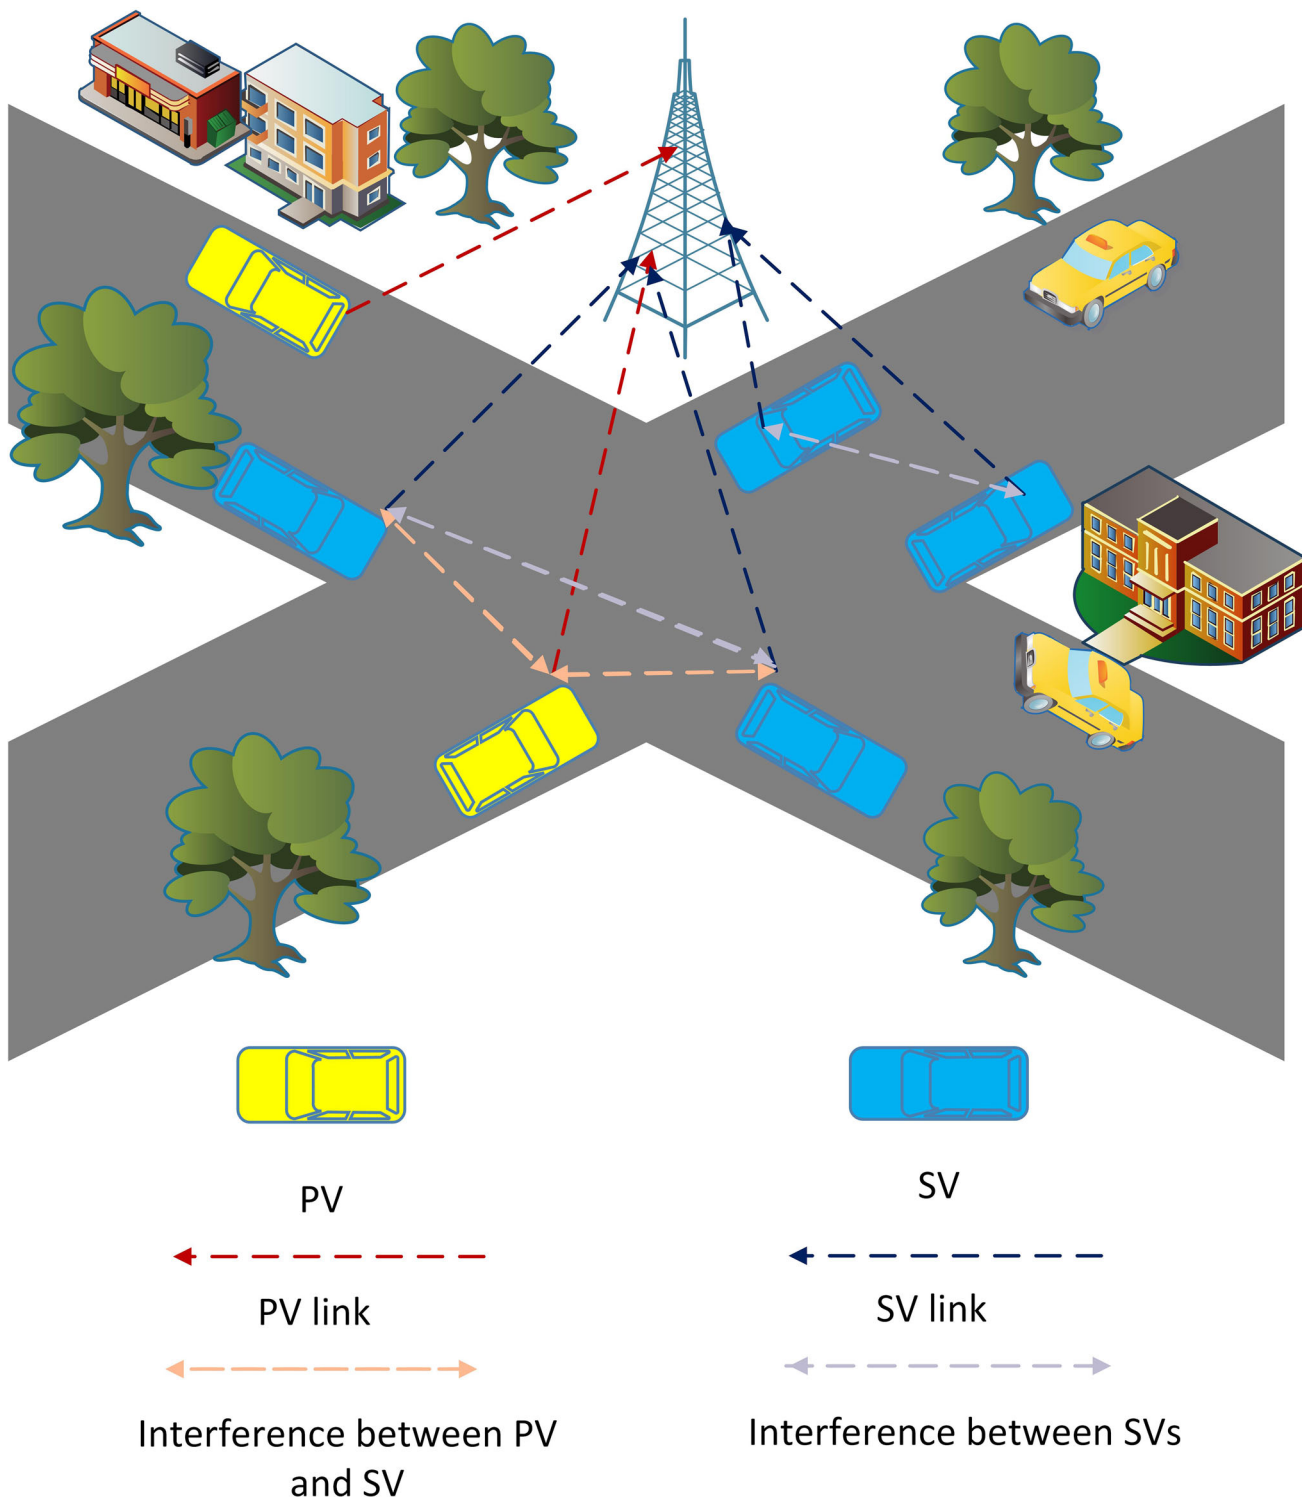 PV
SV
PV link
SV link
Interference between PV
and SV
Interference between SVs